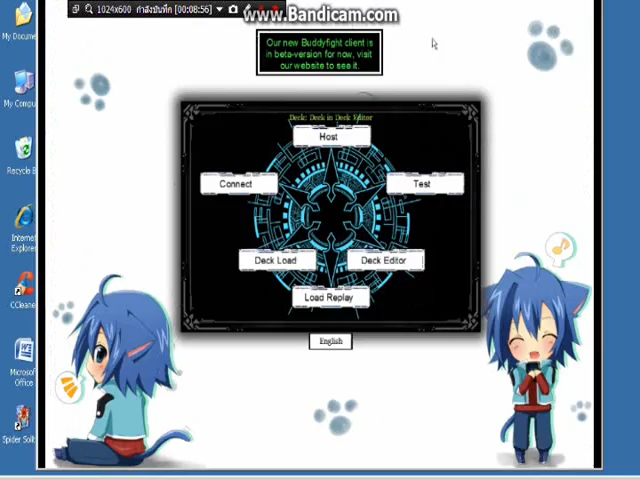 1024x600 กำลังบันทึก [00:08:56]
www.Bandicam.com
My Docume
Our new Buddyfight client is
in beta-version for now, visit
our website to see it.
My Compu
Deck: Deck in Deck Editor
Host
Recycle B
Connect
Test
Internet
Explorer
Deck Load
Deck Editor
Load Replay
CCleane
English
Microsoft
Office
Spider Solit